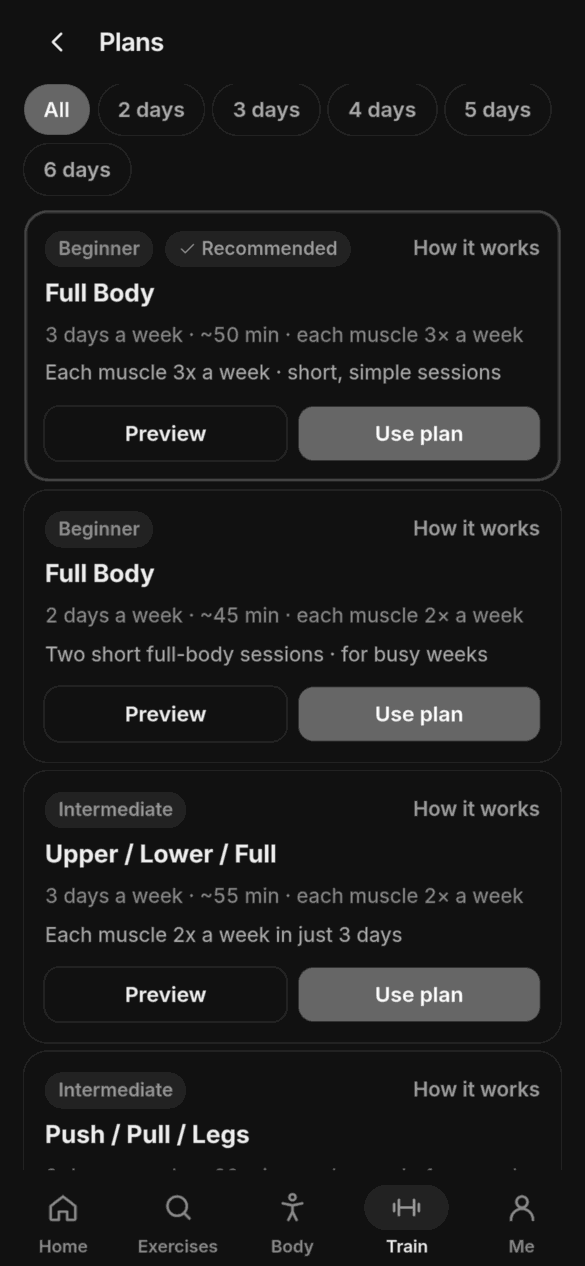 Plans
All 2 days 3 days 4 days 5 days
6 days
Beginner Recommended How it works
Full Body
3 days a week · ~50 min · each muscle 3× a week
Each muscle 3x a week · short, simple sessions
Preview Use plan
Beginner How it works
Full Body
2 days a week · ~45 min · each muscle 2× a week
Two short full-body sessions · for busy weeks
Preview Use plan
Intermediate How it works
Upper / Lower / Full
3 days a week · ~55 min · each muscle 2× a week
Each muscle 2x a week in just 3 days
Preview Use plan
Intermediate How it works
Push / Pull / Legs
Home Exercises Body Train Me